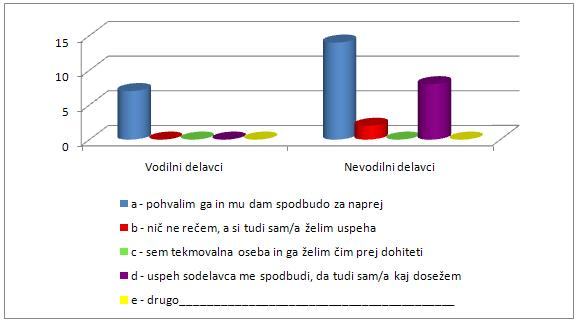 15
10
5
0
Vodilni delavci Nevodilni delavci
a - pohvalim ga in mu dam spodbudo za naprej
b - nič ne rečem, a si tudi sam/a želim uspeha
c - sem tekmovalna oseba in ga želim čim prej dohiteti
d - uspeh sodelavca me spodbudi, da tudi sam/a kaj dosežem
e - drugo________________________________________